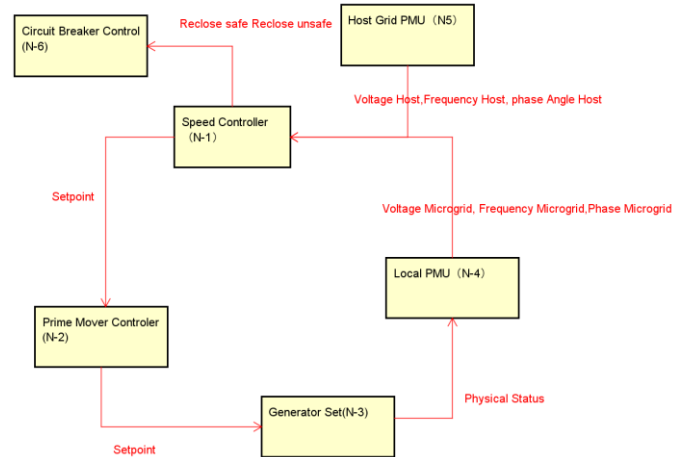 Circuit Breaker Control
(N-6)
Reclose safe Reclose unsafe
Host Grid PMU（N5）
Voltage Host,Frequency Host, phase Angle Host
Speed Controller
（N-1）
Setpoint
Voltage Microgrid, Frequency Microgrid,Phase Microgrid
Local PMU（N-4）
Prime Mover Controler
(N-2)
Physical Status
Generator Set(N-3)
Setpoint